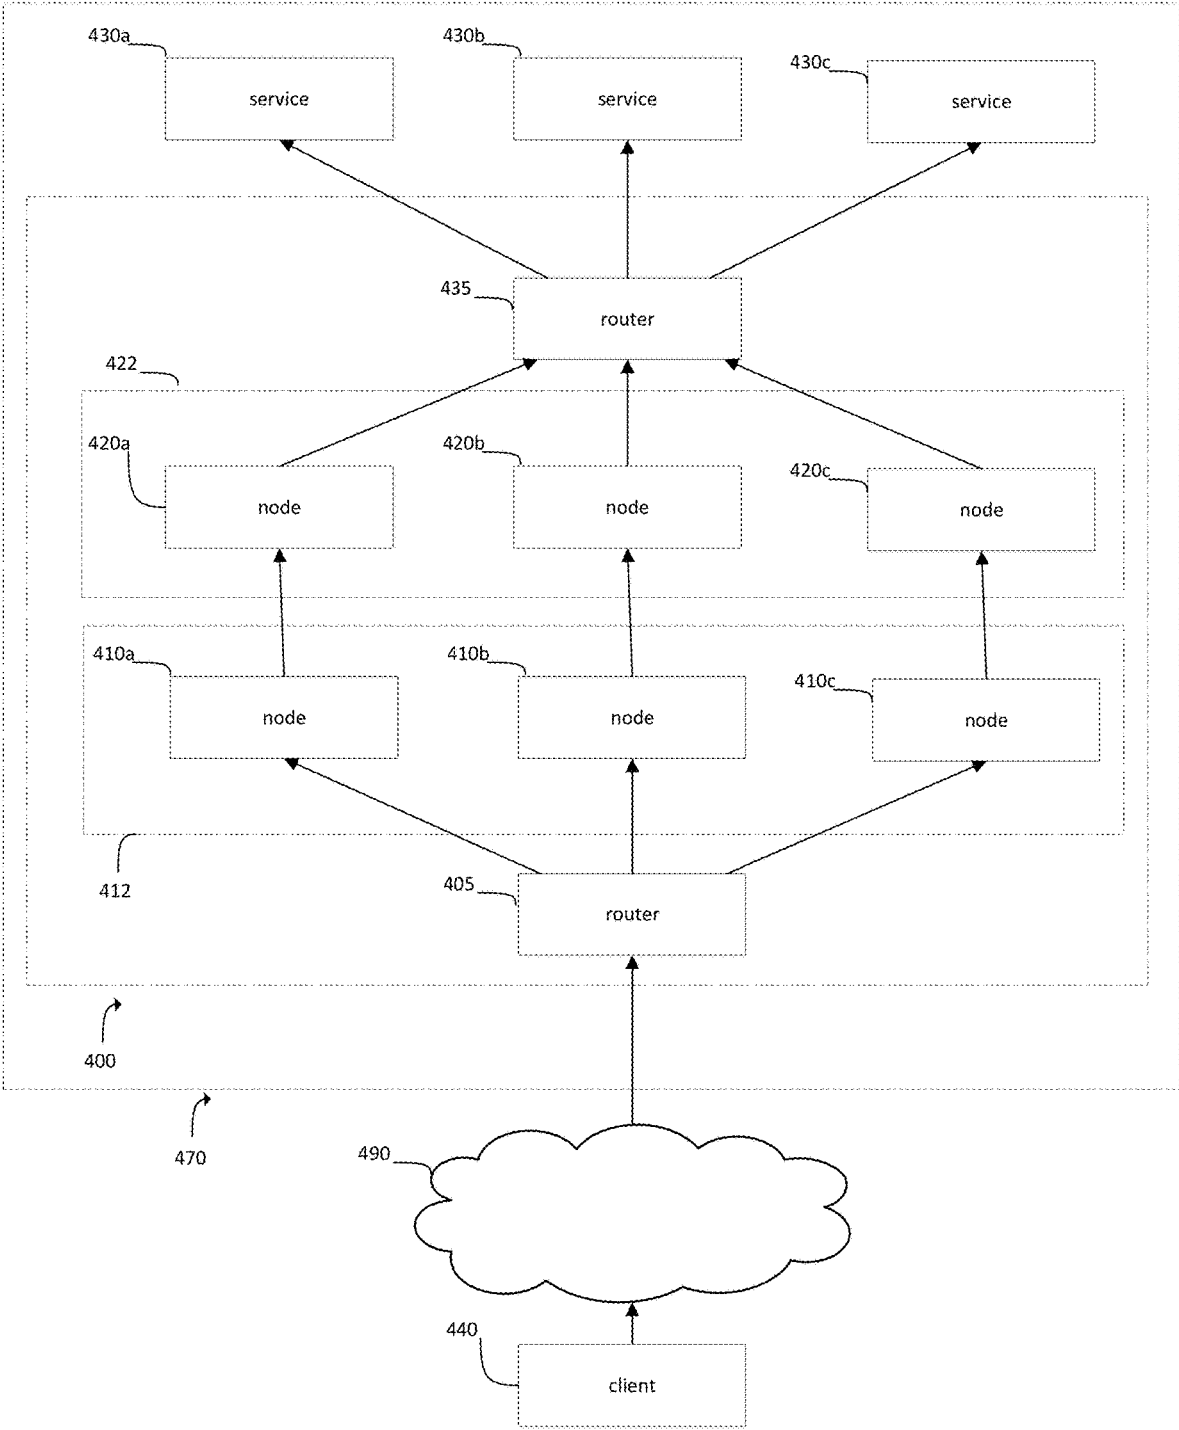 430a
430b
430c
service
service
service
435
router
422
420a
420b
420c
node
node
node
410a
410b
410c
node
node
node
412
405
router
400
470
490
440
client